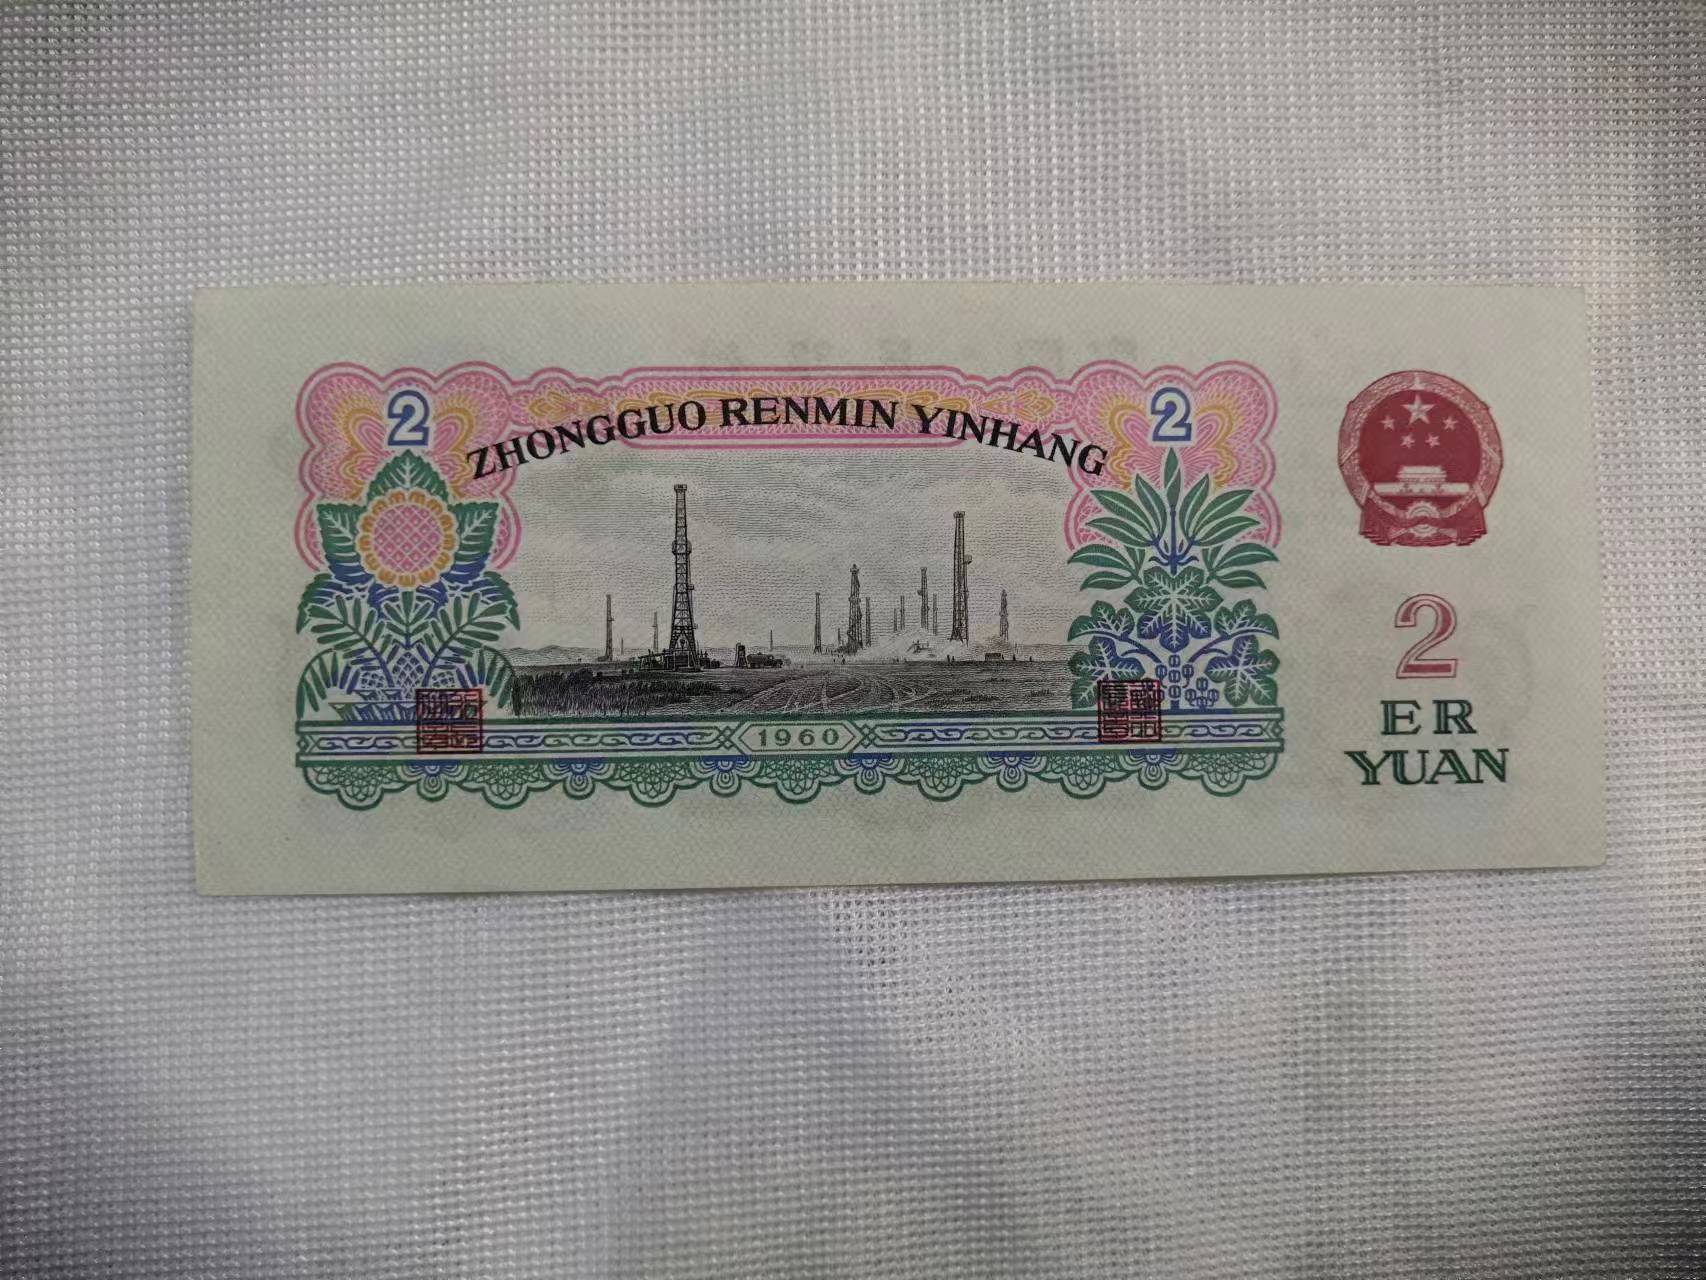 2 2
ZHONGGUO RENMIN YINHANG
1960
2
ER
YUAN